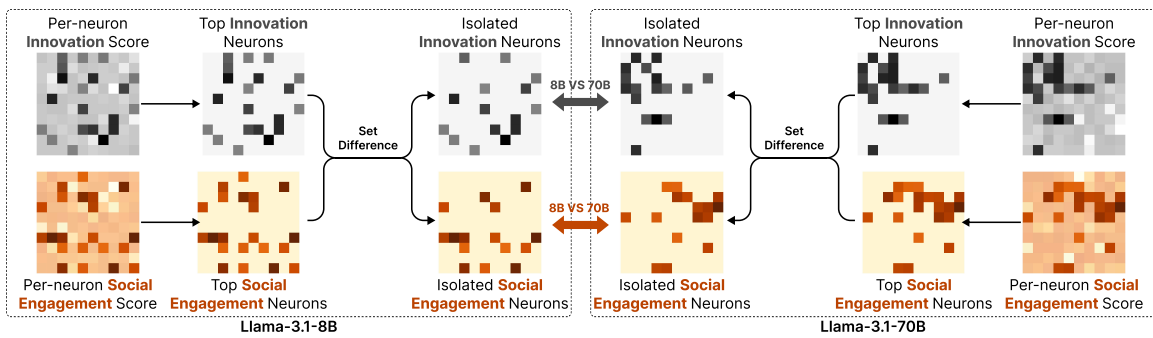 Per-neuron
Innovation Score
Top Innovation
Neurons
Isolated
Innovation Neurons
Set
Difference
Per-neuron Social
Engagement Score
Top Social
Engagement Neurons
Isolated Social
Engagement Neurons
Llama-3.1-8B
8B VS 70B
8B VS 70B
Isolated
Innovation Neurons
Top Innovation
Neurons
Per-neuron
Innovation Score
Set
Difference
Isolated Social
Engagement Neurons
Top Social
Engagement Neurons
Per-neuron Social
Engagement Score
Llama-3.1-70B